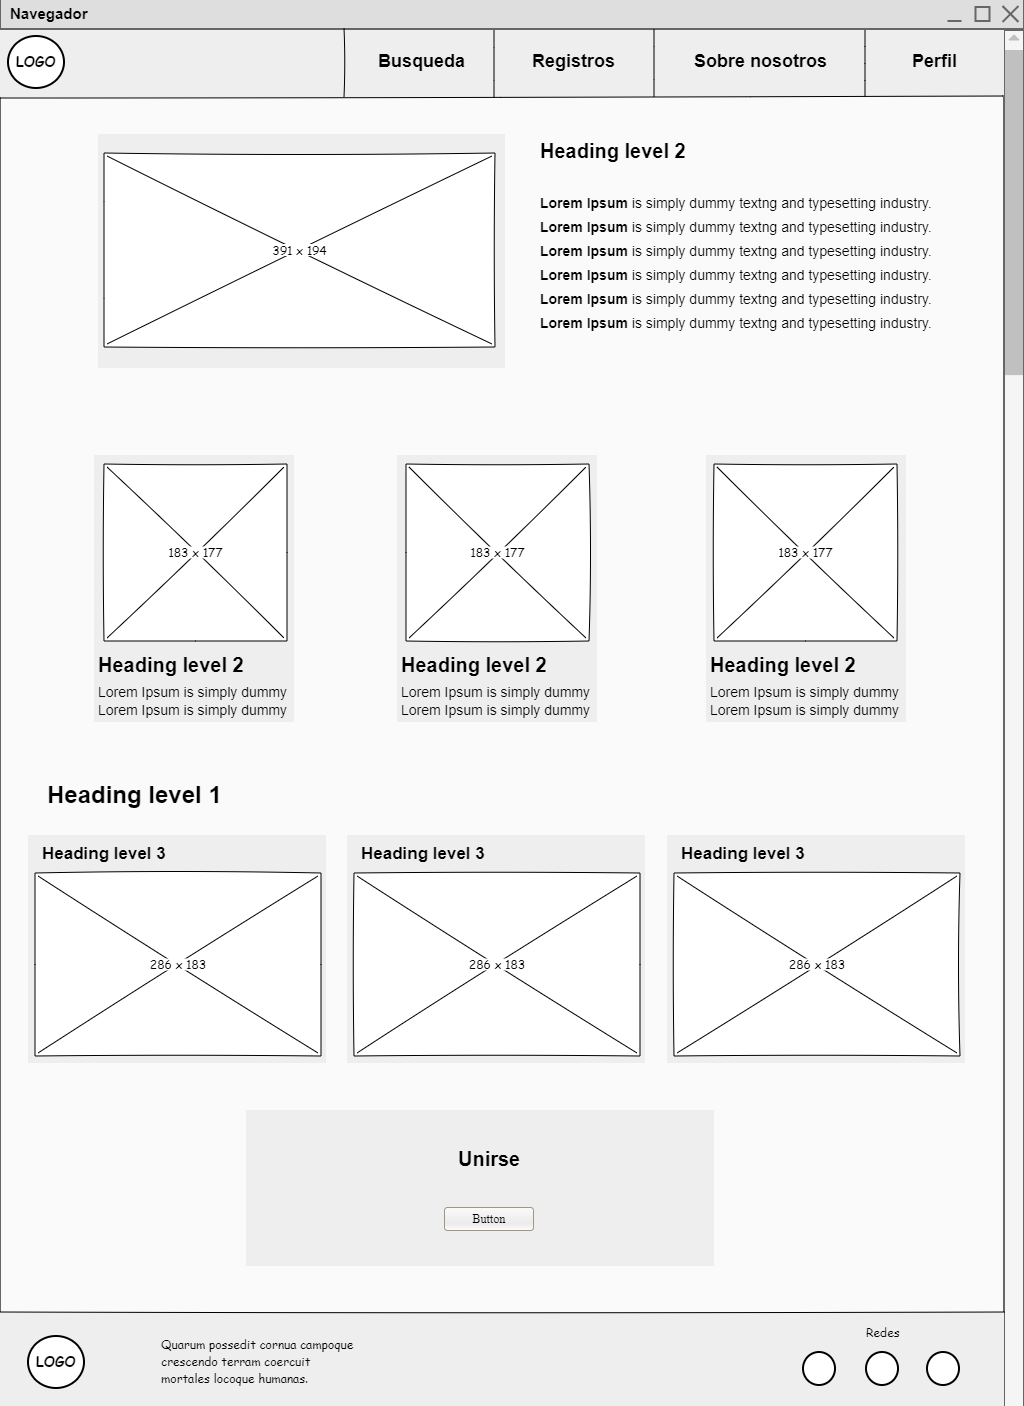 Navegador
LOGO
Busqueda
Registros
Sobre nosotros
Perfil
391 x 194
Heading level 2
Lorem Ipsum is simply dummy textng and typesetting industry.
Lorem Ipsum is simply dummy textng and typesetting industry.
Lorem Ipsum is simply dummy textng and typesetting industry.
Lorem Ipsum is simply dummy textng and typesetting industry.
Lorem Ipsum is simply dummy textng and typesetting industry.
Lorem Ipsum is simply dummy textng and typesetting industry.
183 x 177
Heading level 2
Lorem Ipsum is simply dummy
Lorem Ipsum is simply dummy
183 x 177
Heading level 2
Lorem Ipsum is simply dummy
Lorem Ipsum is simply dummy
183 x 177
Heading level 2
Lorem Ipsum is simply dummy
Lorem Ipsum is simply dummy
Heading level 1
Heading level 3
286 x 183
Heading level 3
286 x 183
Heading level 3
286 x 183
Unirse
Button
LOGO
Quarum possedit cornua campoque
crescendo terram coercuit
mortales locoque humanas.
Redes